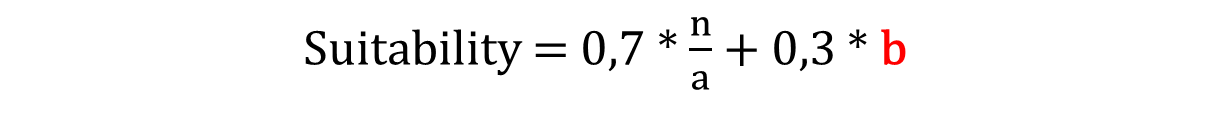 Suitability = 0,7 * n/a + 0,3 * b